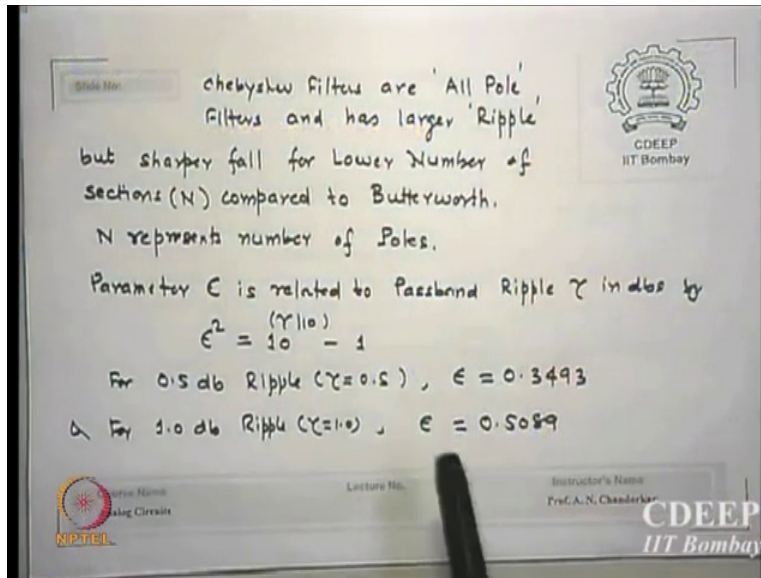 Slide No:
Chebyshev Filters are 'All Pole'
Filters and has larger 'Ripple'
but sharper fall for Lower Number of
sections (N) compared to Butterworth.
N represents number of Poles.
Parameter ϵ is related to Passband Ripple γ in dbs by
ϵ² = 10^(γ/10) - 1
For 0.5 db Ripple (γ=0.5), ϵ = 0.3493
& For 1.0 db Ripple (γ=1.0), ϵ = 0.5089
CDEEP
IIT Bombay
Course Name
Analog Circuits
Lecture No.
Instructor's Name
Prof. A. N. Chandorkar
NPTEL
CDEEP
IIT Bombay